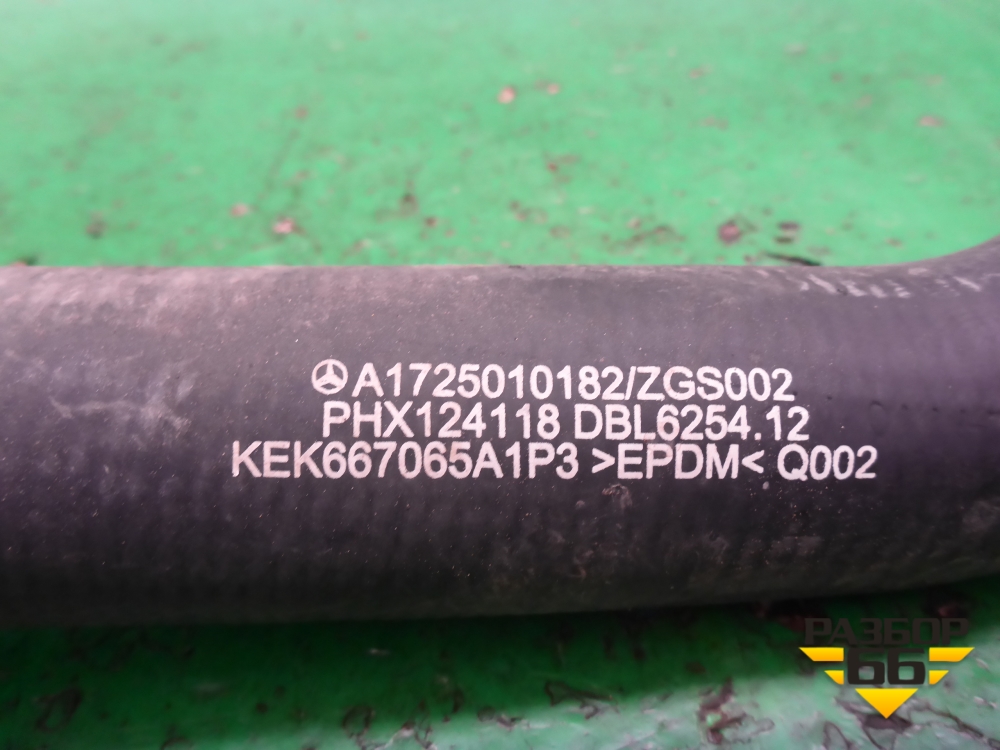 A1725010182/ZGS002
PHX124118 DBL6254.12
KEK667065A1P3 >EPDM< Q002
РАЗБОР
66